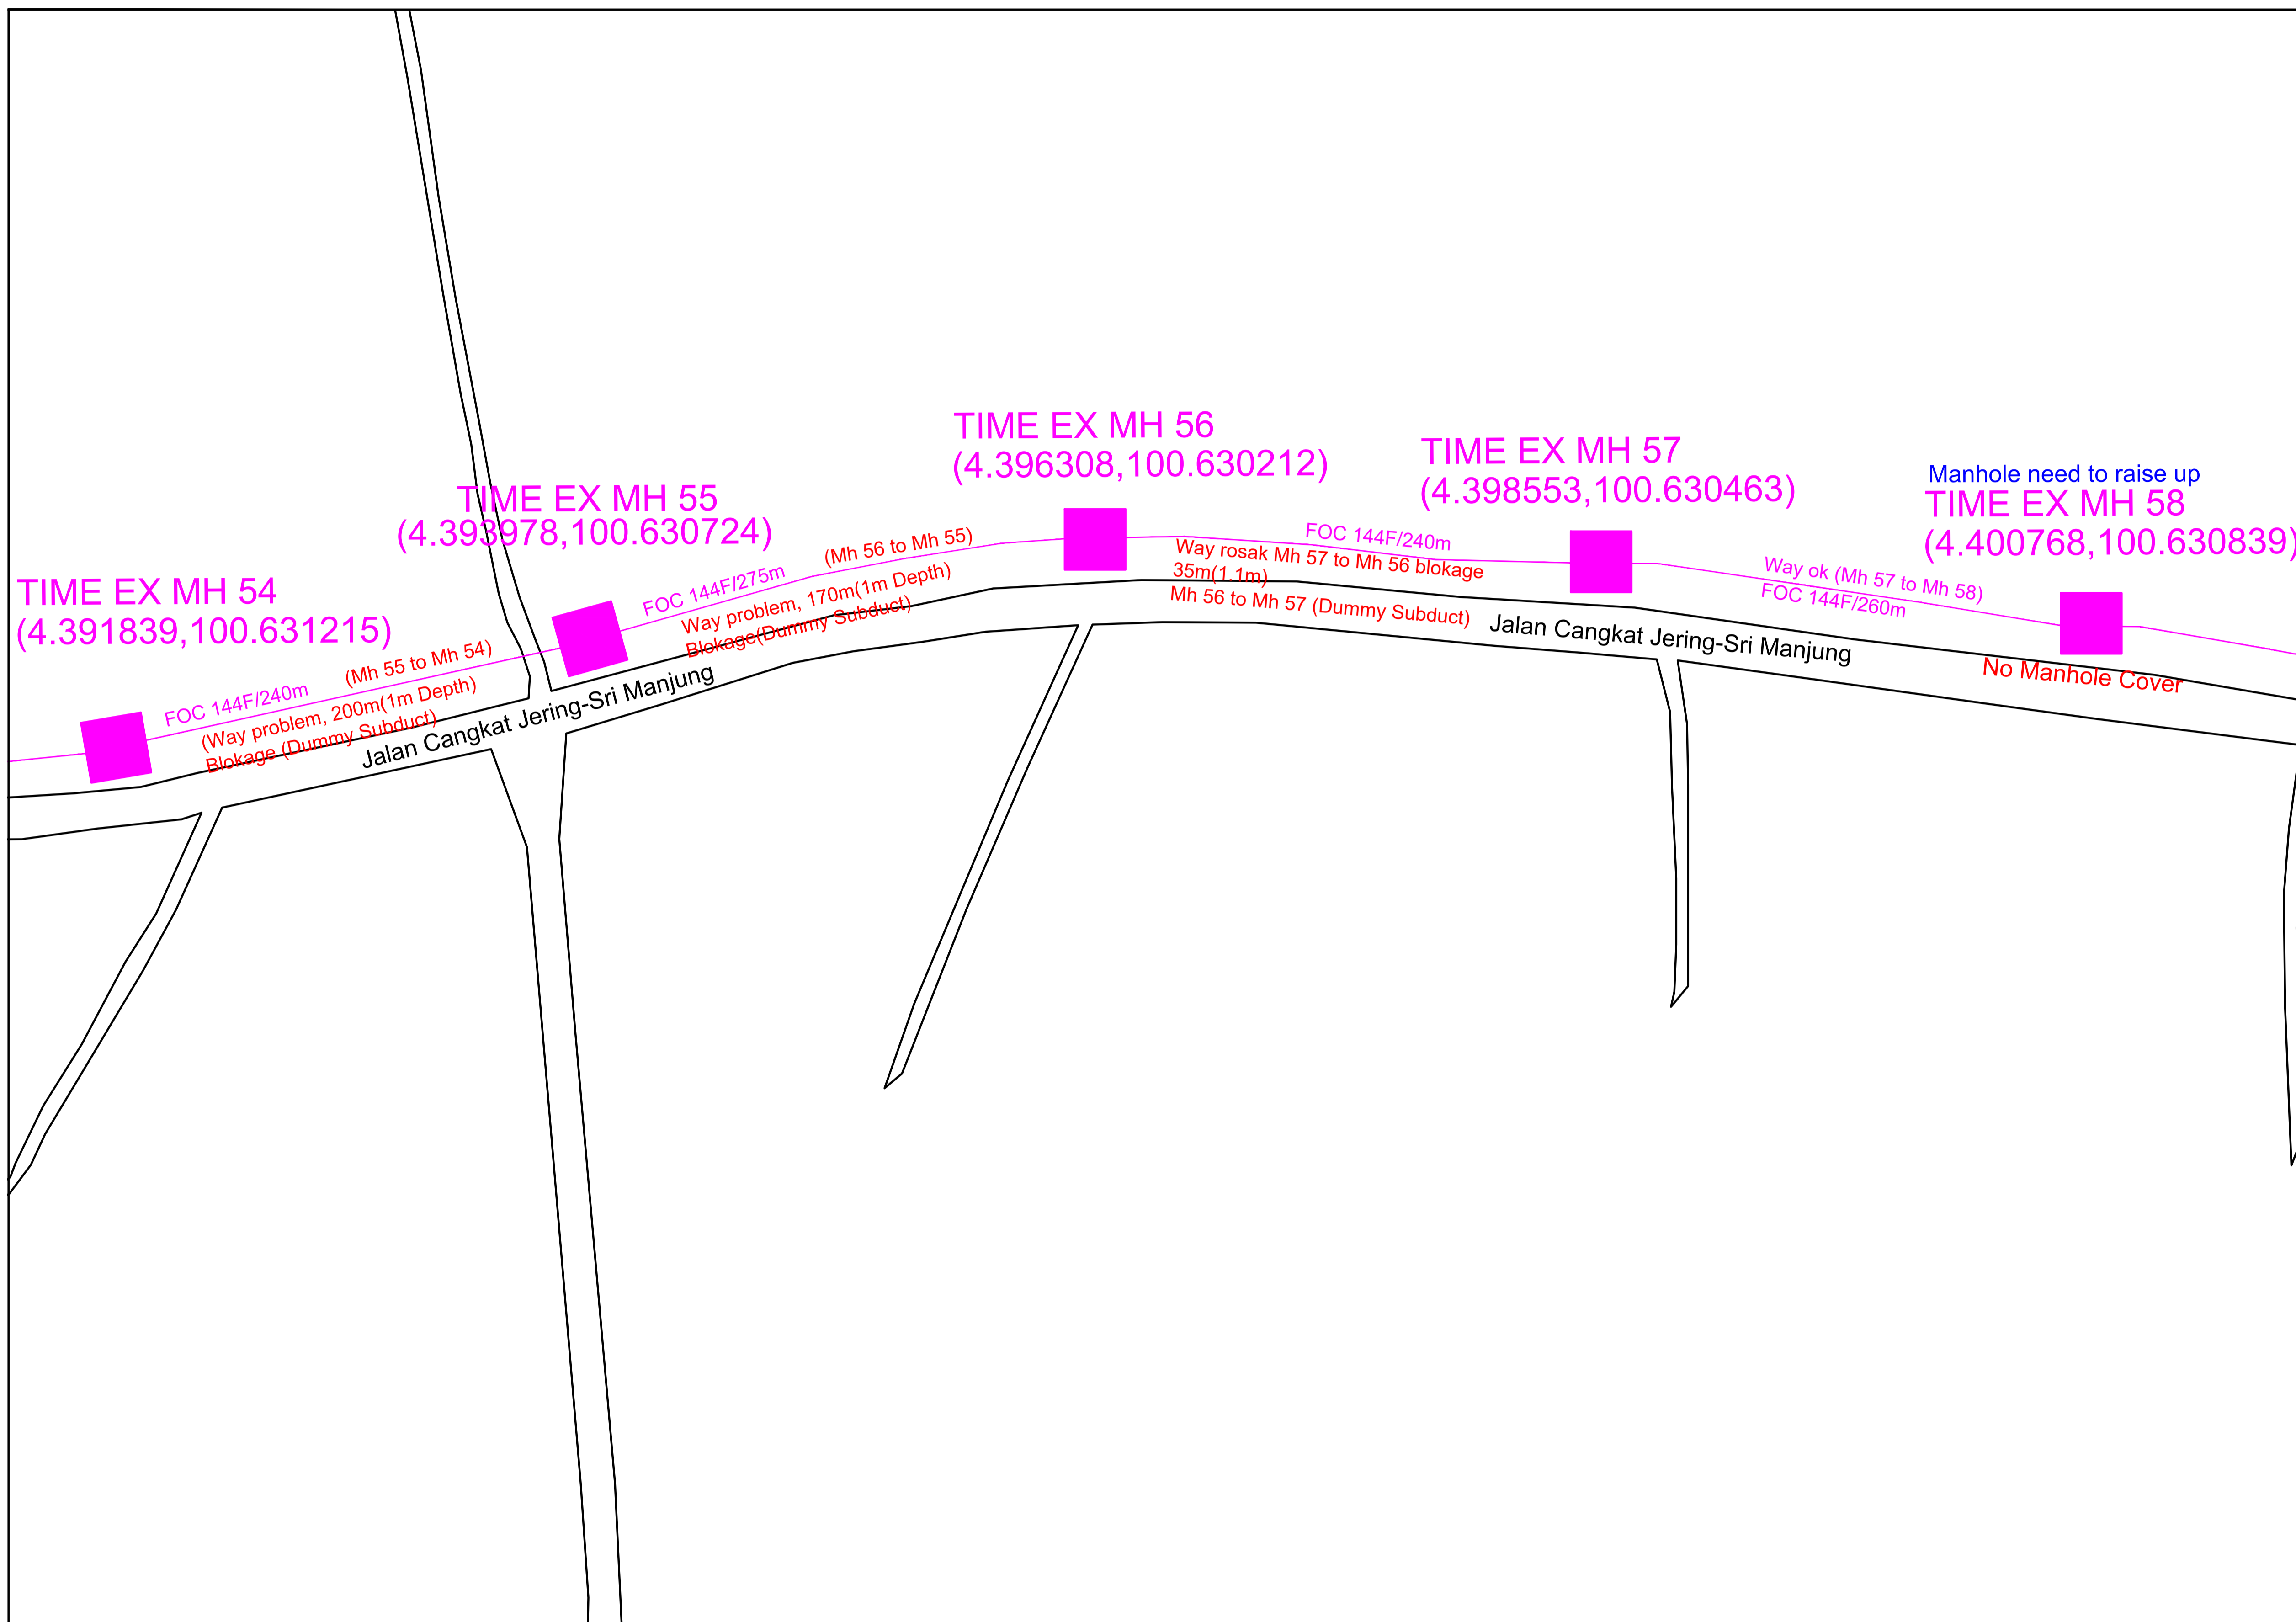 TIME EX MH 54
(4.391839,100.631215)
FOC 144F/240m
(Mh 55 to Mh 54)
(Way problem, 200m(1m Depth)
Blokage (Dummy Subduct)
Jalan Cangkat Jering-Sri Manjung
TIME EX MH 55
(4.393978,100.630724)
FOC 144F/275m
(Mh 56 to Mh 55)
Way problem, 170m(1m Depth)
Blokage(Dummy Subduct)
TIME EX MH 56
(4.396308,100.630212)
FOC 144F/240m
Way rosak Mh 57 to Mh 56 blokage
35m(1.1m)
Mh 56 to Mh 57 (Dummy Subduct)
TIME EX MH 57
(4.398553,100.630463)
Jalan Cangkat Jering-Sri Manjung
Way ok (Mh 57 to Mh 58)
FOC 144F/260m
Manhole need to raise up
TIME EX MH 58
(4.400768,100.630839)
No Manhole Cover